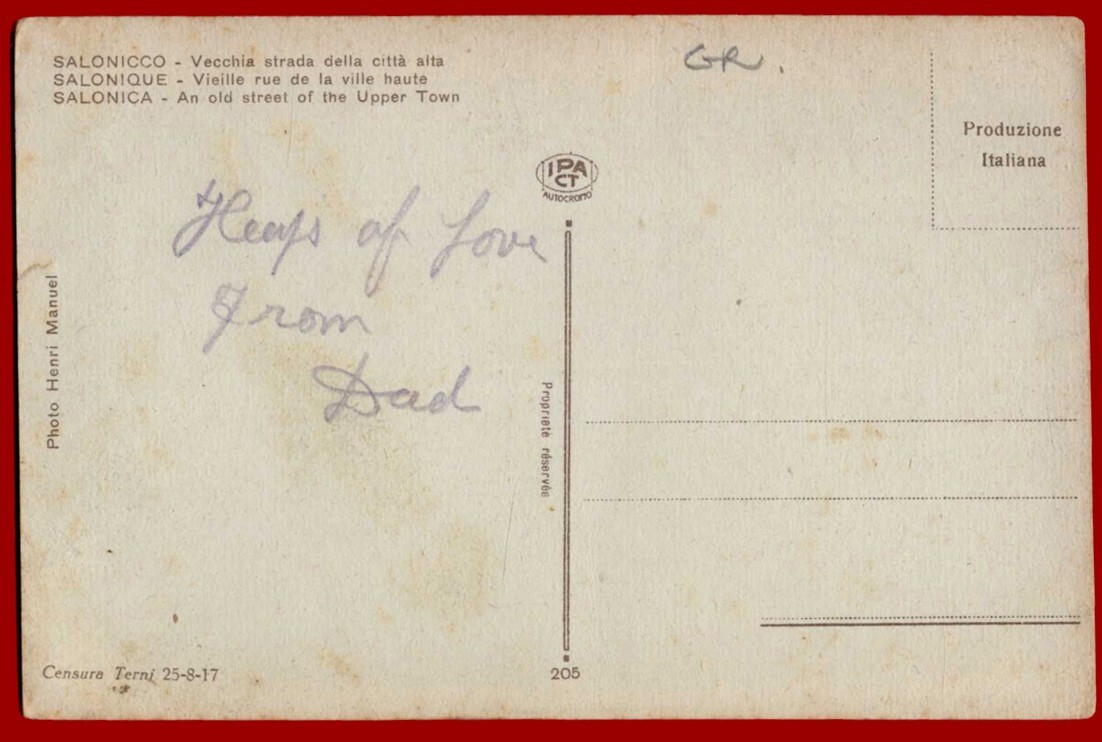 SALONICCO - Vecchia strada della città alta
SALONIQUE - Vieille rue de la ville haute
SALONICA - An old street of the Upper Town
GR.
Produzione
Italiana
IPA
CT
AUTOCROMO
Heaps of Love
From
Dad
Photo Henri Manuel
Propriété réservée
Censura Terni 25-8-17
205